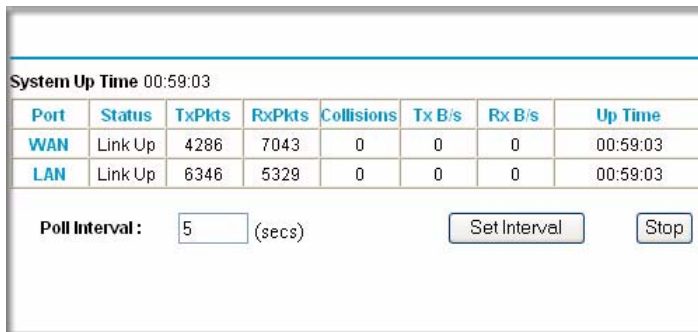 System Up Time 00:59:03
Port Status TxPkts RxPkts Collisions Tx B/s Rx B/s Up Time
WAN Link Up 4286 7043 0 0 0 00:59:03
LAN Link Up 6346 5329 0 0 0 00:59:03
Poll Interval : 5 (secs) Set Interval Stop